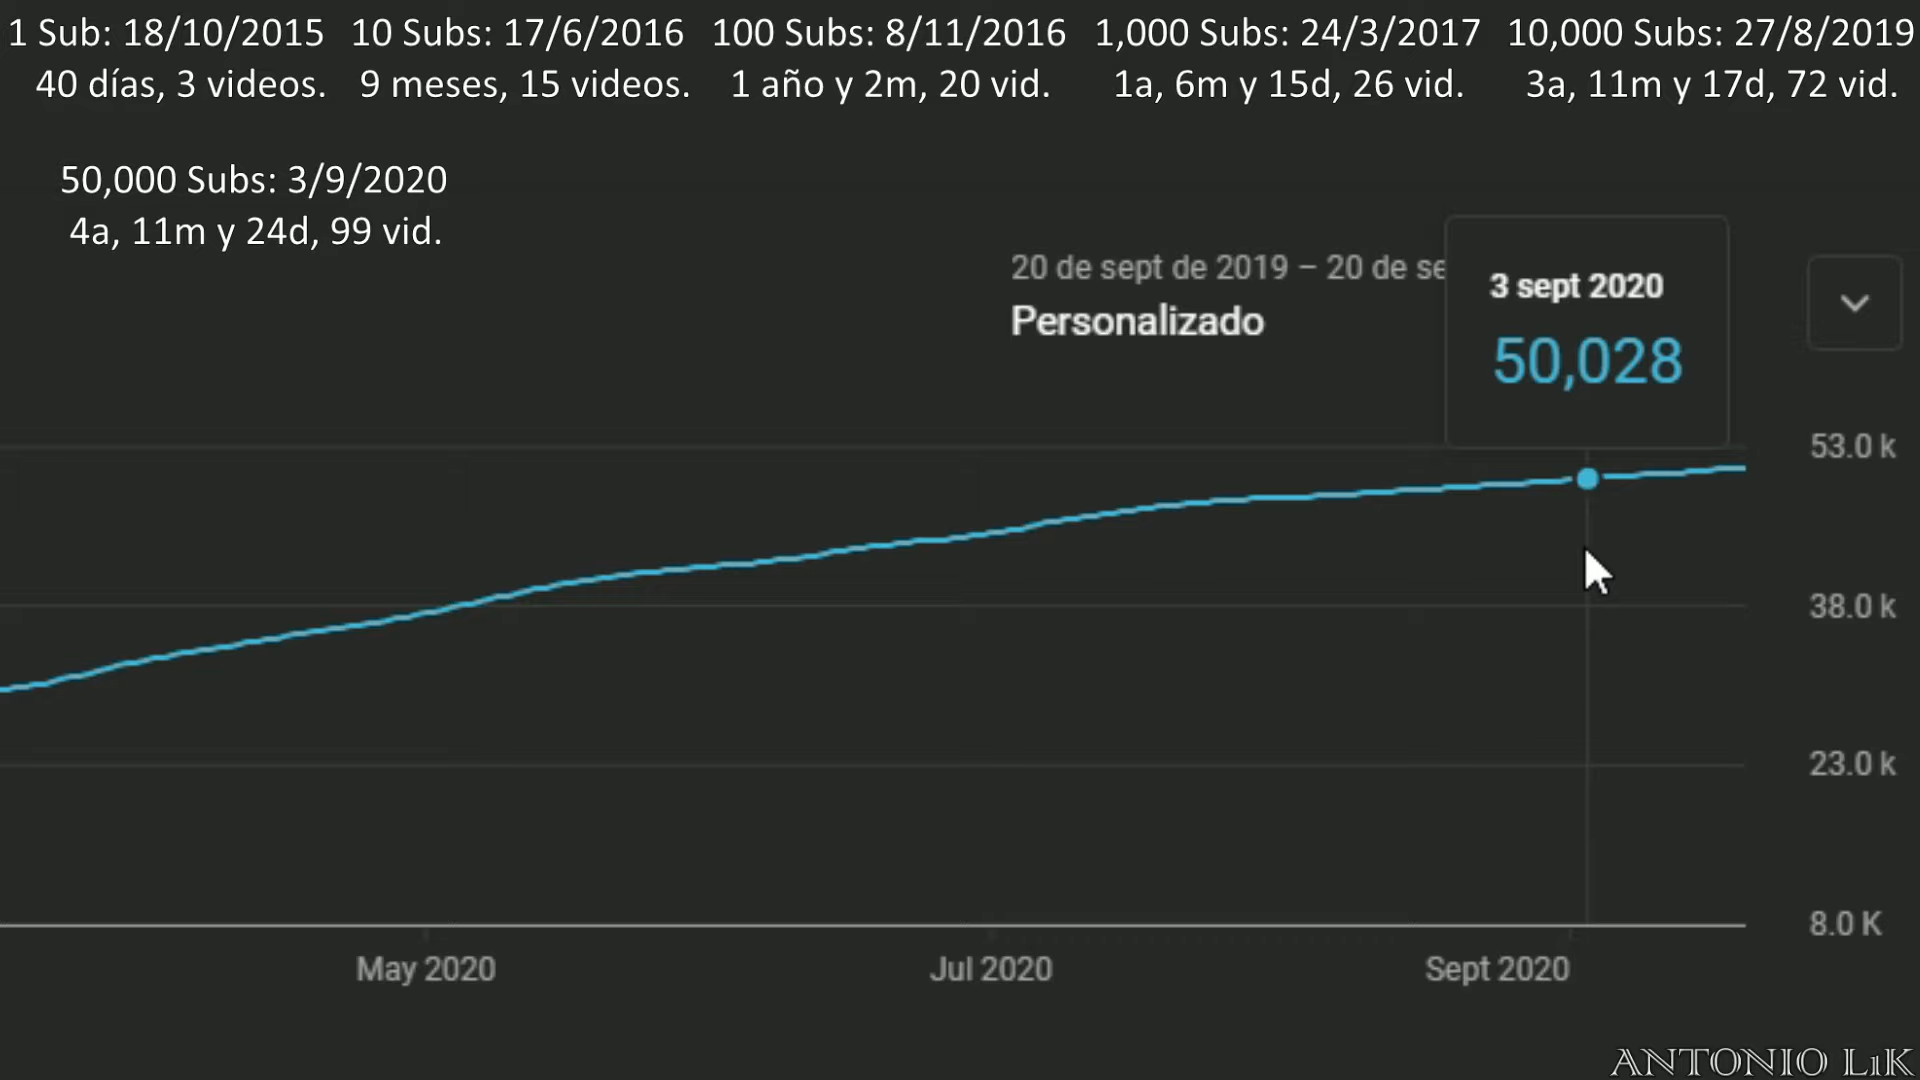 1 Sub: 18/10/2015 10 Subs: 17/6/2016 100 Subs: 8/11/2016 1,000 Subs: 24/3/2017 10,000 Subs: 27/8/2019
40 días, 3 videos. 9 meses, 15 videos. 1 año y 2m, 20 vid. 1a, 6m y 15d, 26 vid. 3a, 11m y 17d, 72 vid.
50,000 Subs: 3/9/2020
4a, 11m y 24d, 99 vid.
20 de sept de 2019 – 20 de se
Personalizado
3 sept 2020
50,028
53.0 k
38.0 k
23.0 k
8.0 K
May 2020 Jul 2020 Sept 2020
ANTONIO L1K